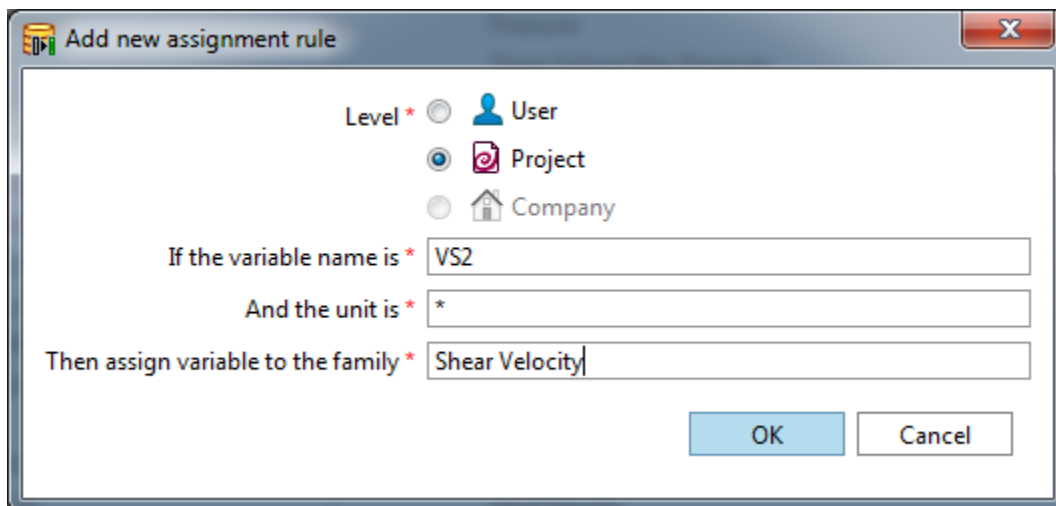 Add new assignment rule
Level * User
Project
Company
If the variable name is * VS2
And the unit is * *
Then assign variable to the family * Shear Velocity
OK Cancel